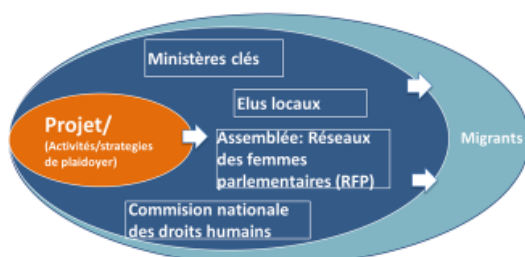 Ministères clés
Elus locaux
Projet/
(Activités/strategies
de plaidoyer)
Assemblée: Réseaux
des femmes
parlementaires (RFP)
Migrants
Commision nationale
des droits humains